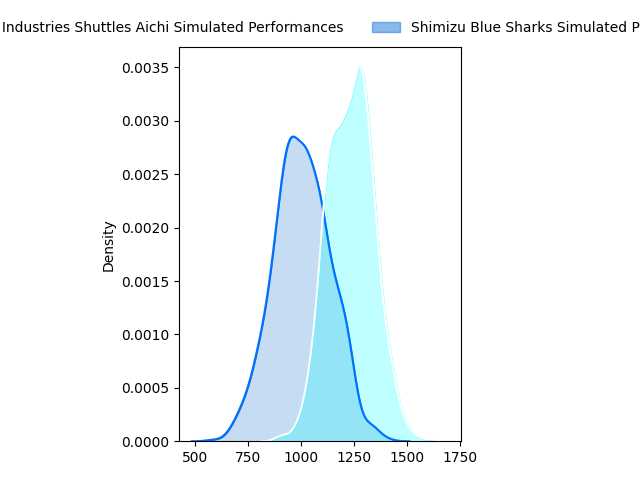 Industries Shuttles Aichi Simulated Performances
Shimizu Blue Sharks Simulated P
Density
0.0035
0.0030
0.0025
0.0020
0.0015
0.0010
0.0005
0.0000
500 750 1000 1250 1500 1750